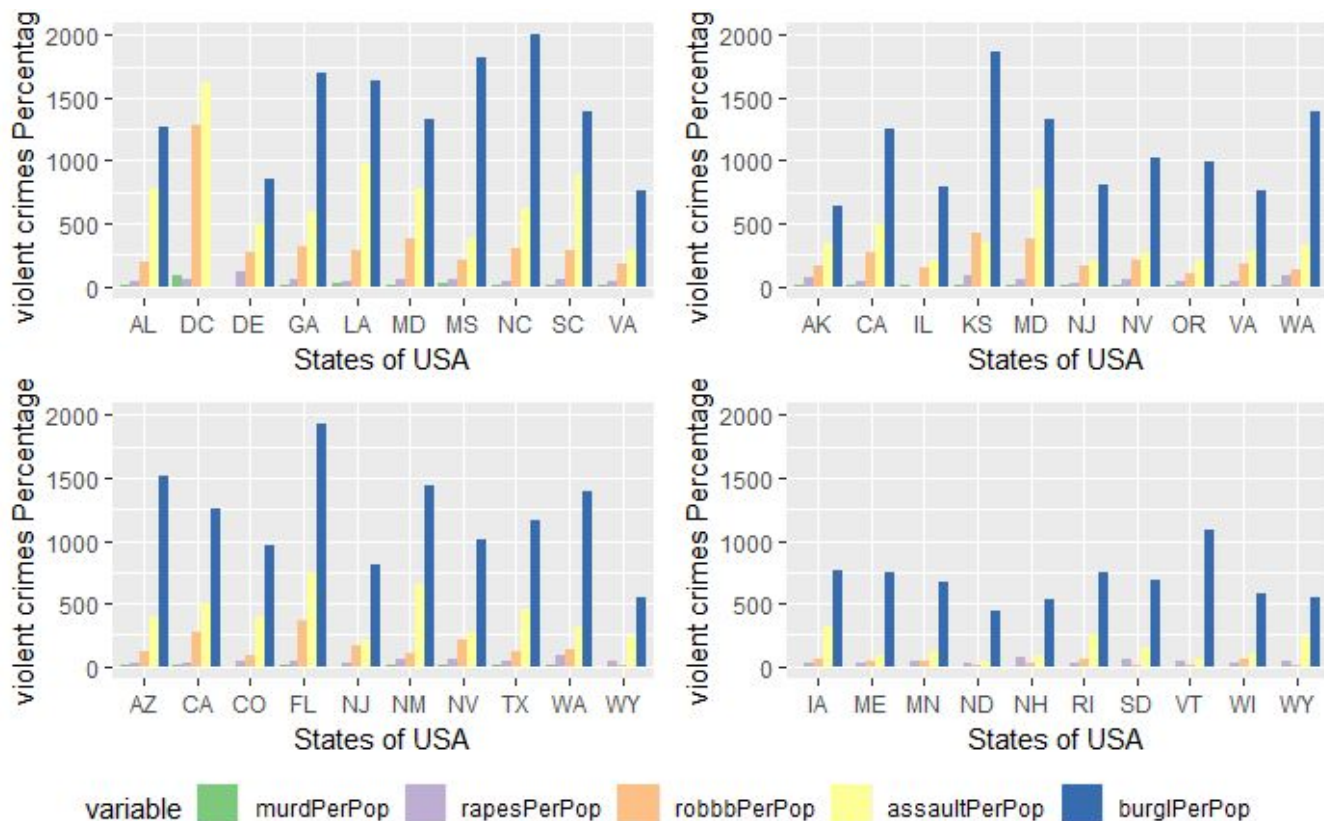 violent crimes Percentag
2000
1500
1000
500
0
AL DC DE GA LA MD MS NC SC VA
States of USA
violent crimes Percentag
2000
1500
1000
500
0
AK CA IL KS MD NJ NV OR VA WA
States of USA
violent crimes Percentage
2000
1500
1000
500
0
AZ CA CO FL NJ NM NV TX WA WY
States of USA
violent crimes Percentage
2000
1500
1000
500
0
IA ME MN ND NH RI SD VT WI WY
States of USA
variable murdPerPop rapesPerPop robbbPerPop assaultPerPop burglPerPop